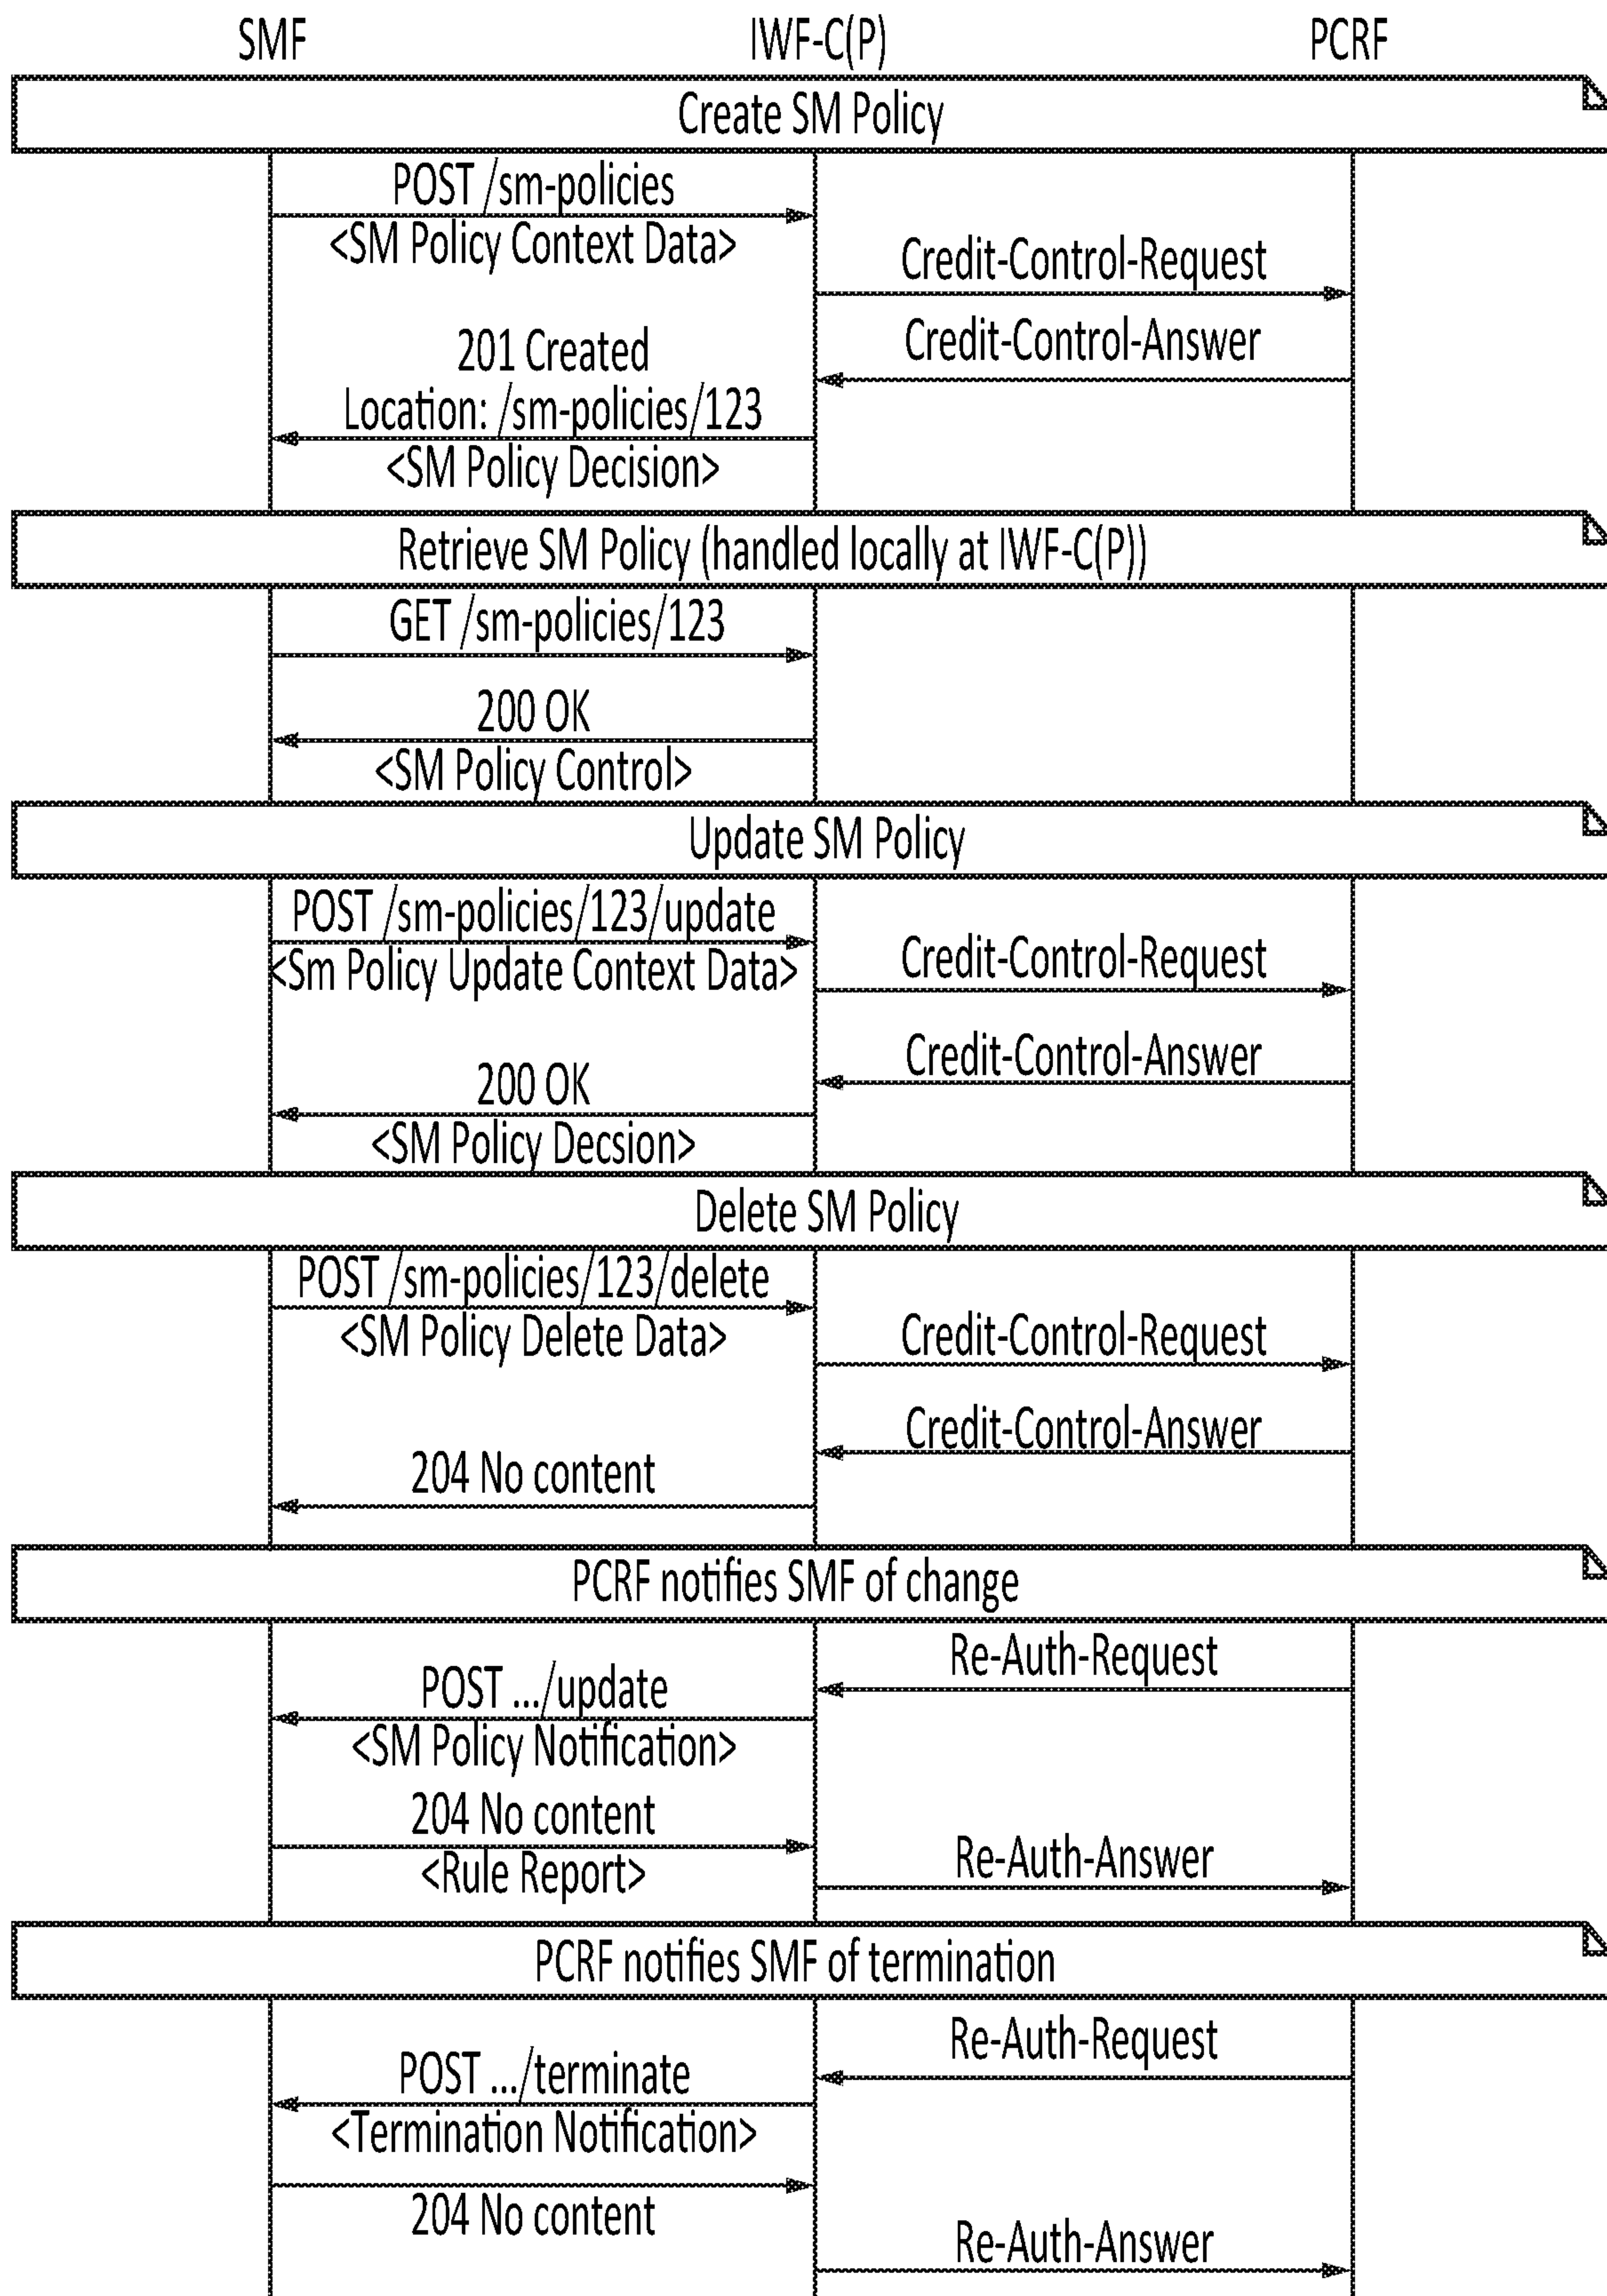 SMF IWF-C(P) PCRF
Create SM Policy
POST /sm-policies
<SM Policy Context Data>
Credit-Control-Request
Credit-Control-Answer
201 Created
Location: /sm-policies/123
<SM Policy Decision>
Retrieve SM Policy (handled locally at IWF-C(P))
GET /sm-policies/123
200 OK
<SM Policy Control>
Update SM Policy
POST /sm-policies/123/update
<Sm Policy Update Context Data>
Credit-Control-Request
Credit-Control-Answer
200 OK
<SM Policy Decsion>
Delete SM Policy
POST /sm-policies/123/delete
<SM Policy Delete Data>
Credit-Control-Request
Credit-Control-Answer
204 No content
PCRF notifies SMF of change
Re-Auth-Request
POST .../update
<SM Policy Notification>
204 No content
<Rule Report>
Re-Auth-Answer
PCRF notifies SMF of termination
Re-Auth-Request
POST .../terminate
<Termination Notification>
204 No content
Re-Auth-Answer